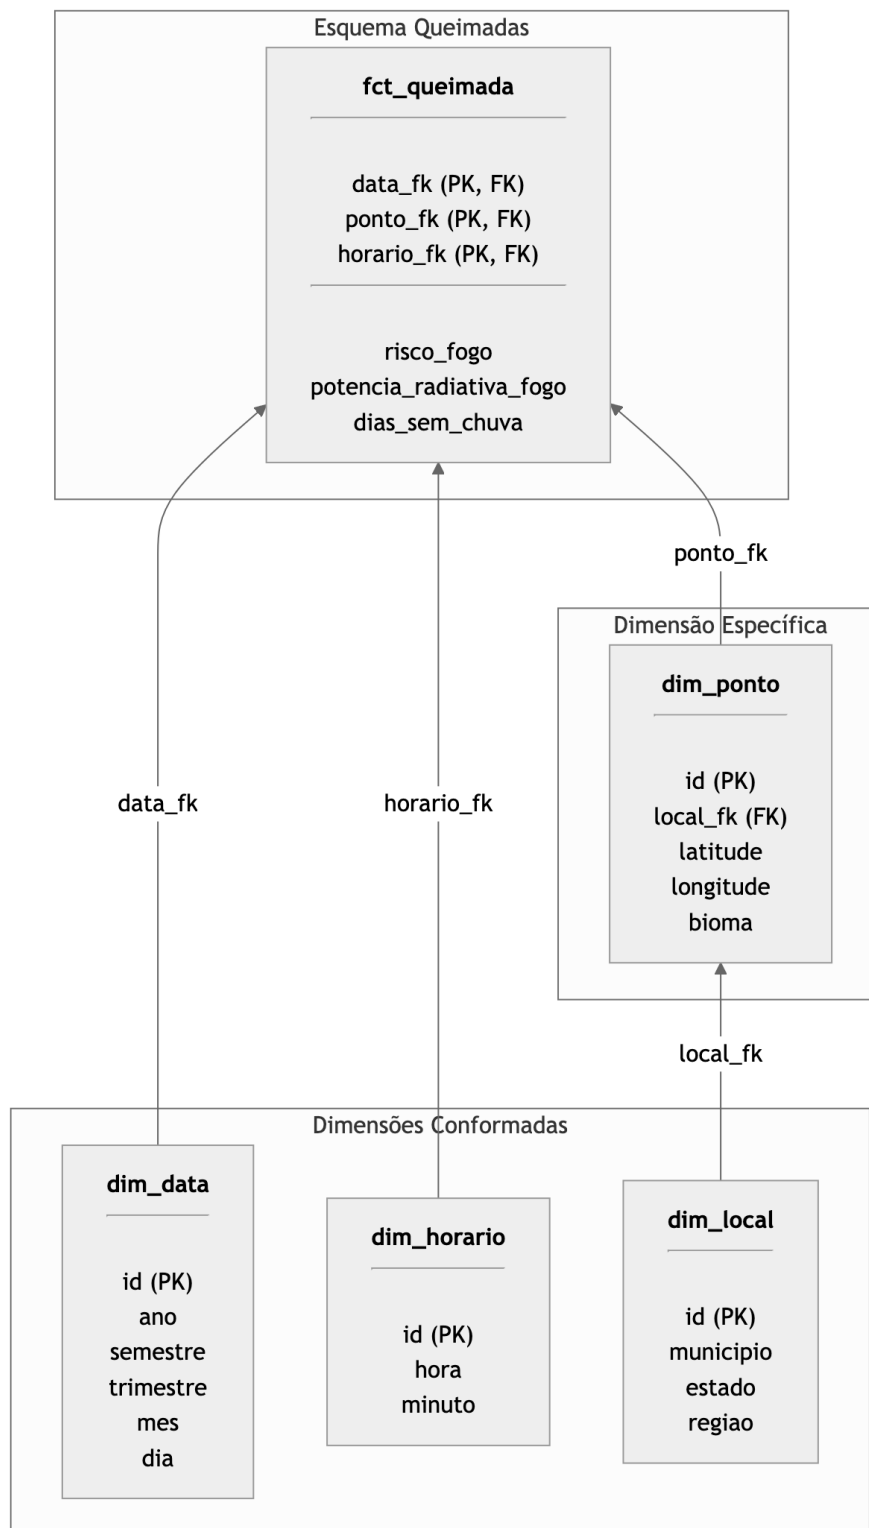 Esquema Queimadas
fct_queimada
data_fk (PK, FK)
ponto_fk (PK, FK)
horario_fk (PK, FK)
risco_fogo
potencia_radiativa_fogo
dias_sem_chuva
ponto_fk
Dimensão Específica
dim_ponto
id (PK)
local_fk (FK)
latitude
longitude
bioma
data_fk
horario_fk
local_fk
Dimensões Conformadas
dim_data
id (PK)
ano
semestre
trimestre
mes
dia
dim_horario
id (PK)
hora
minuto
dim_local
id (PK)
municipio
estado
regiao